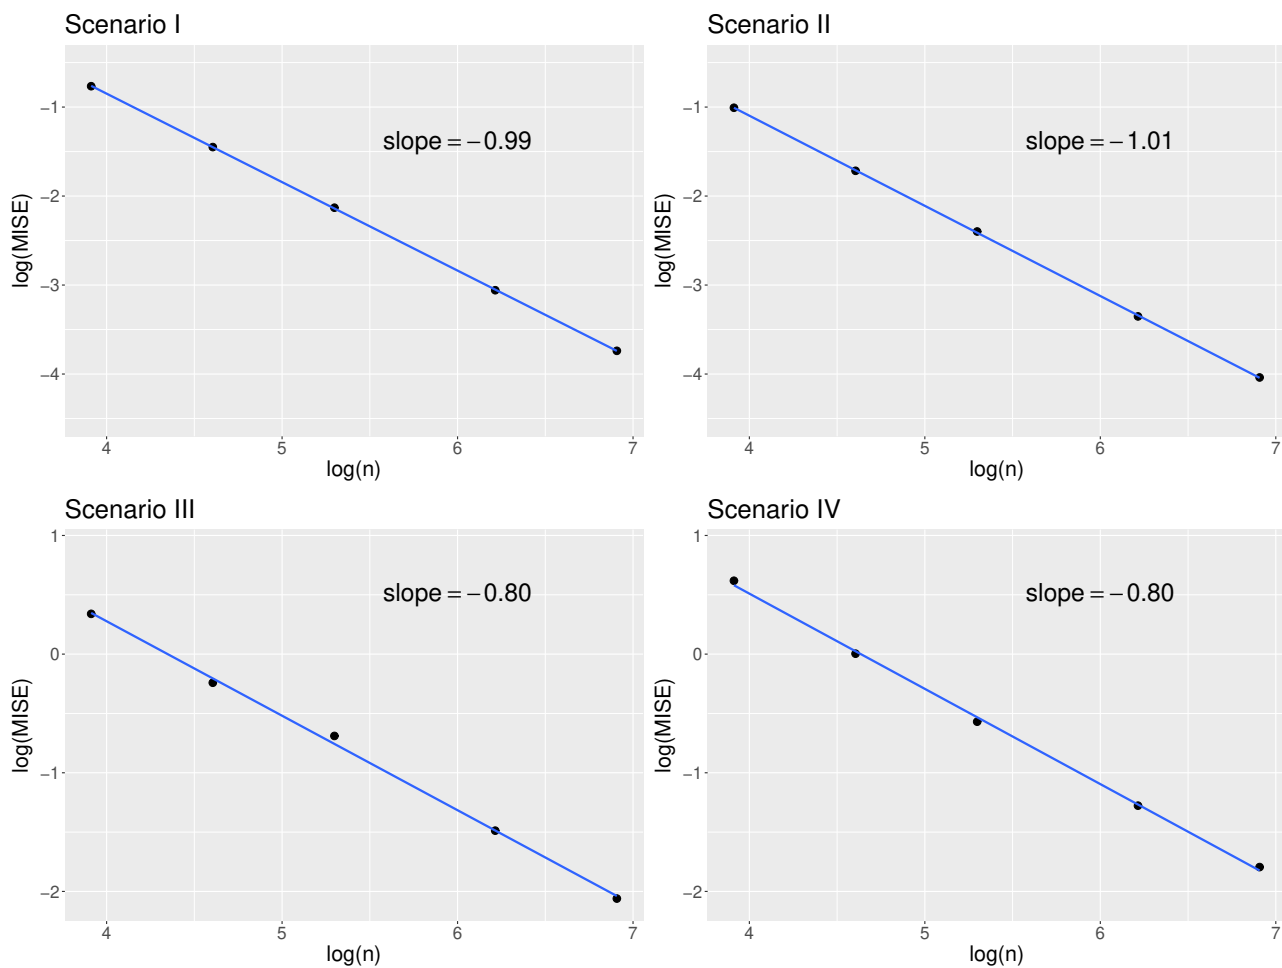 Scenario I
−1
−2
−3
−4
log(MISE)
slope = −0.99
4 5 6 7
log(n)
Scenario II
−1
−2
−3
−4
log(MISE)
slope = −1.01
4 5 6 7
log(n)
Scenario III
1
0
−1
−2
log(MISE)
slope = −0.80
4 5 6 7
log(n)
Scenario IV
1
0
−1
−2
log(MISE)
slope = −0.80
4 5 6 7
log(n)